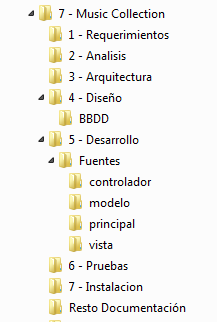 7 - Music Collection
1 - Requerimientos
2 - Analisis
3 - Arquitectura
4 - Diseño
BBDD
5 - Desarrollo
Fuentes
controlador
modelo
principal
vista
6 - Pruebas
7 - Instalacion
Resto Documentación